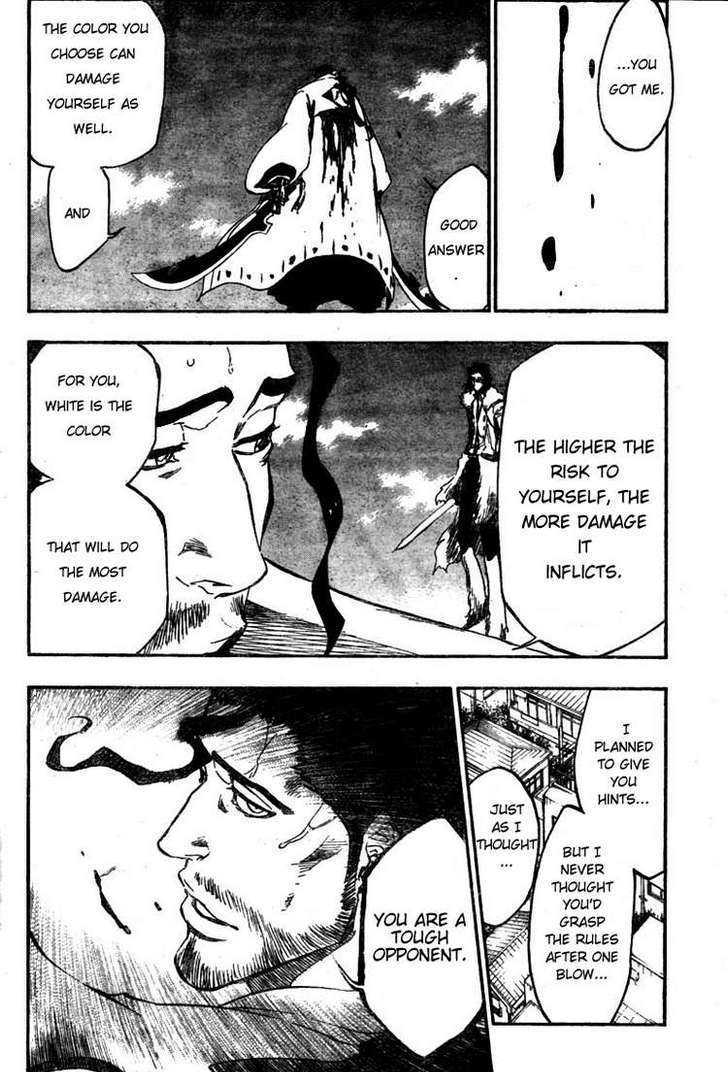 ...YOU
GOT ME.
GOOD
ANSWER
THE COLOR YOU
CHOOSE CAN
DAMAGE
YOURSELF AS
WELL.
AND
THE HIGHER THE
RISK TO
YOURSELF, THE
MORE DAMAGE
IT
INFLICTS.
FOR YOU,
WHITE IS THE
COLOR
THAT WILL DO
THE MOST
DAMAGE.
I
PLANNED
TO GIVE
YOU
HINTS...
BUT I
NEVER
THOUGHT
YOU'D
GRASP
THE RULES
AFTER ONE
BLOW...
JUST
AS I
THOUGHT
...
YOU ARE A
TOUGH
OPPONENT.